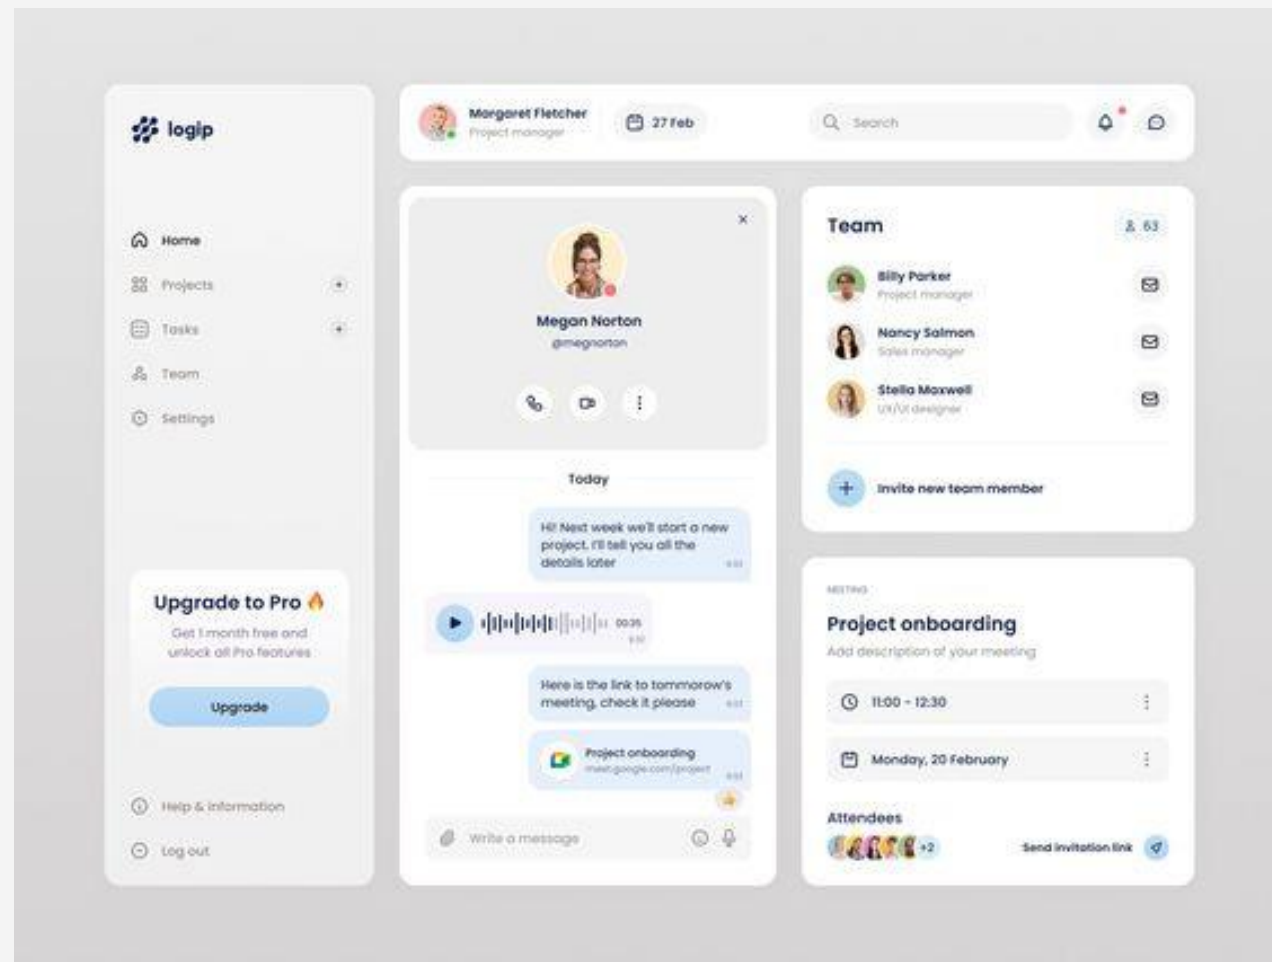 logip
Home
Projects
Tasks
Team
Settings
Upgrade to Pro
Get 1 month free and
unlock all Pro features
Upgrade
Help & information
Log out
Margaret Fletcher
Project manager
27 Feb
Search
Megan Norton
@megnorton
Today
Hi! Next week we'll start a new
project. I'll tell you all the
details later
00:35
Here is the link to tommorow's
meeting, check it please
Project onboarding
meet.google.com/project
Write a message
Team
63
Billy Parker
Project manager
Nancy Salmon
Sales manager
Stella Maxwell
UX/UI designer
Invite new team member
MEETING
Project onboarding
Add description of your meeting
11:00 - 12:30
Monday, 20 February
Attendees
+2
Send invitation link